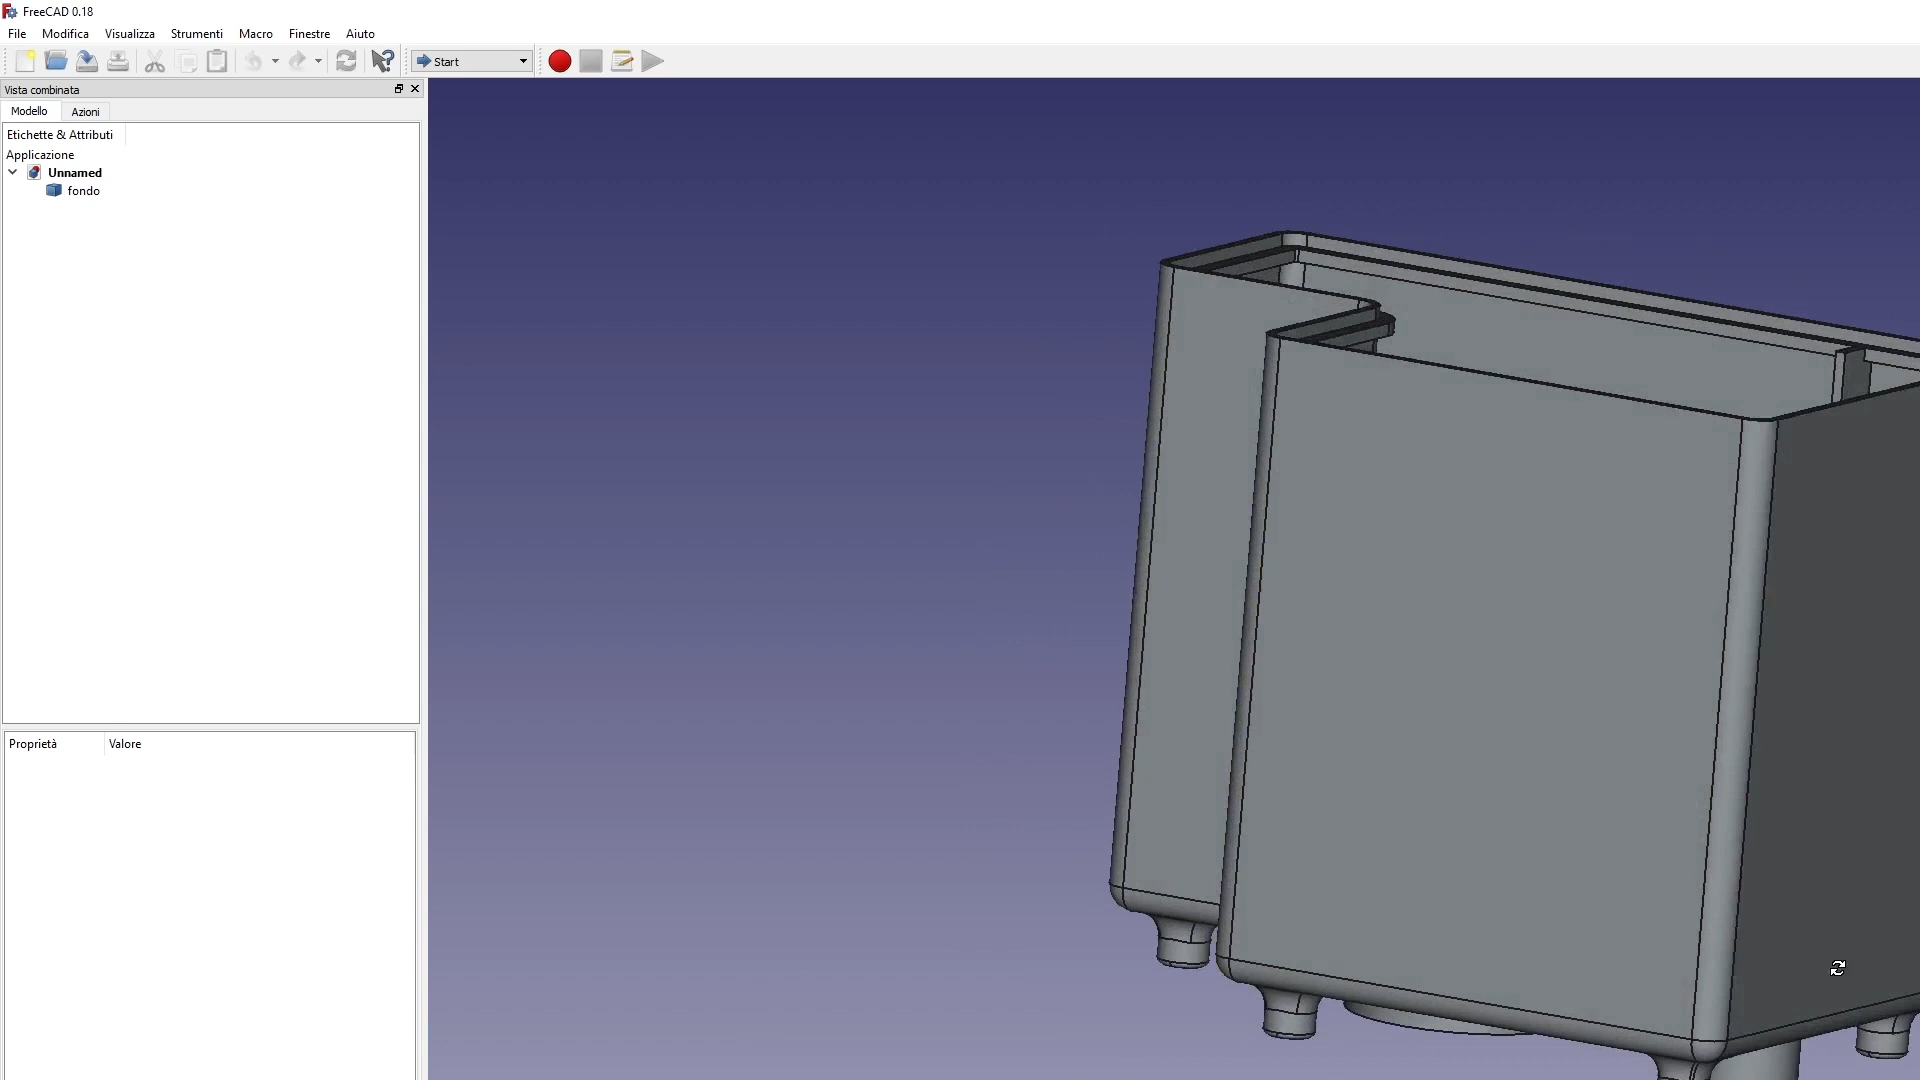 FreeCAD 0.18
File Modifica Visualizza Strumenti Macro Finestre Aiuto
Start
Vista combinata
Modello Azioni
Etichette & Attributi
Applicazione
Unnamed
fondo
Proprietà Valore